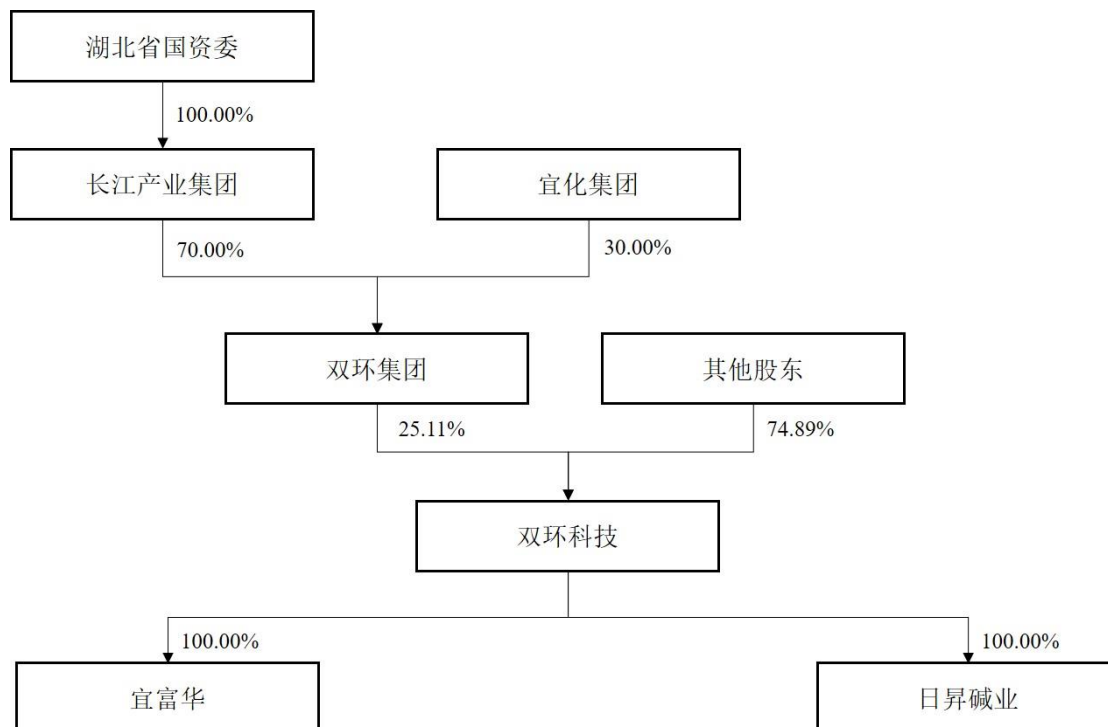 湖北省国资委
100.00%
长江产业集团
宜化集团
70.00%
30.00%
双环集团
其他股东
25.11%
74.89%
双环科技
100.00%
100.00%
宜富华
日昇碱业